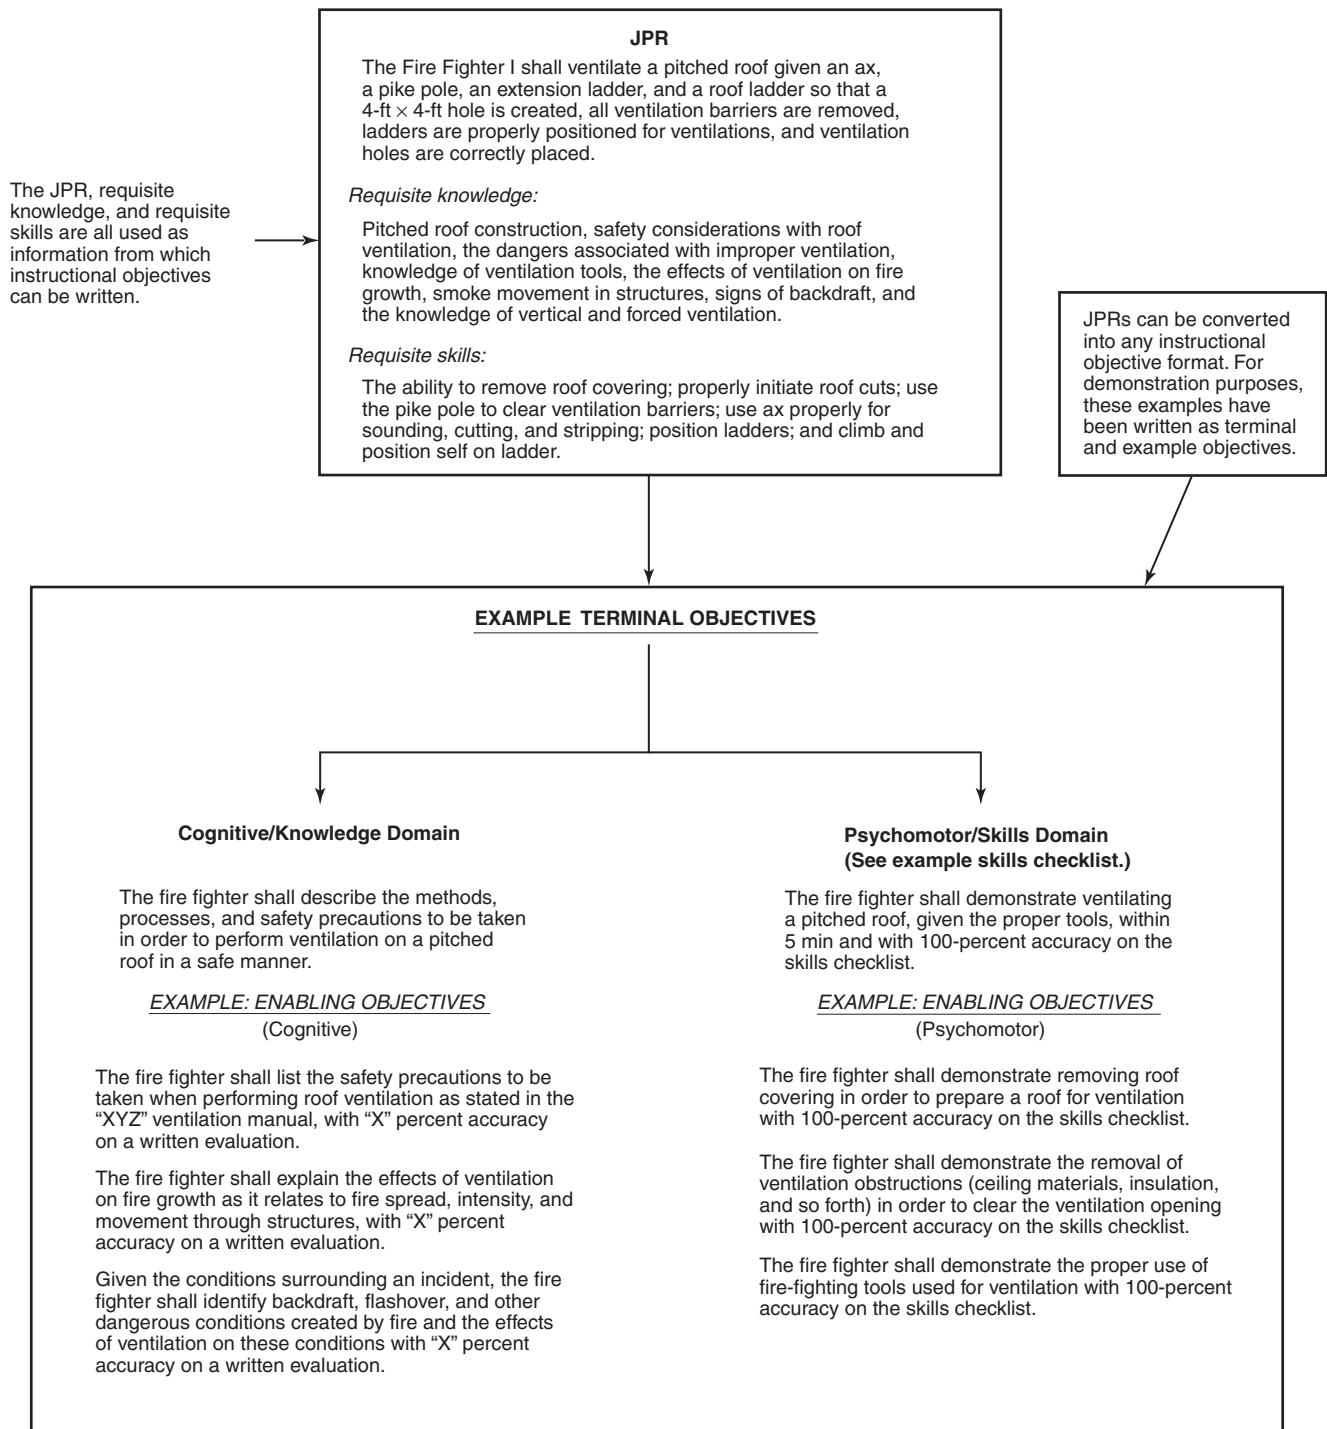 JPR
The Fire Fighter I shall ventilate a pitched roof given an ax,
a pike pole, an extension ladder, and a roof ladder so that a
4-ft × 4-ft hole is created, all ventilation barriers are removed,
ladders are properly positioned for ventilations, and ventilation
holes are correctly placed.
Requisite knowledge:
Pitched roof construction, safety considerations with roof
ventilation, the dangers associated with improper ventilation,
knowledge of ventilation tools, the effects of ventilation on fire
growth, smoke movement in structures, signs of backdraft, and
the knowledge of vertical and forced ventilation.
Requisite skills:
The ability to remove roof covering; properly initiate roof cuts; use
the pike pole to clear ventilation barriers; use ax properly for
sounding, cutting, and stripping; position ladders; and climb and
position self on ladder.
The JPR, requisite
knowledge, and requisite
skills are all used as
information from which
instructional objectives
can be written.
JPRs can be converted
into any instructional
objective format. For
demonstration purposes,
these examples have
been written as terminal
and example objectives.
EXAMPLE TERMINAL OBJECTIVES
Cognitive/Knowledge Domain
The fire fighter shall describe the methods,
processes, and safety precautions to be taken
in order to perform ventilation on a pitched
roof in a safe manner.
EXAMPLE: ENABLING OBJECTIVES
(Cognitive)
The fire fighter shall list the safety precautions to be
taken when performing roof ventilation as stated in the
“XYZ” ventilation manual, with “X” percent accuracy
on a written evaluation.
The fire fighter shall explain the effects of ventilation
on fire growth as it relates to fire spread, intensity, and
movement through structures, with “X” percent
accuracy on a written evaluation.
Given the conditions surrounding an incident, the fire
fighter shall identify backdraft, flashover, and other
dangerous conditions created by fire and the effects
of ventilation on these conditions with “X” percent
accuracy on a written evaluation.
Psychomotor/Skills Domain
(See example skills checklist.)
The fire fighter shall demonstrate ventilating
a pitched roof, given the proper tools, within
5 min and with 100-percent accuracy on the
skills checklist.
EXAMPLE: ENABLING OBJECTIVES
(Psychomotor)
The fire fighter shall demonstrate removing roof
covering in order to prepare a roof for ventilation
with 100-percent accuracy on the skills checklist.
The fire fighter shall demonstrate the removal of
ventilation obstructions (ceiling materials, insulation,
and so forth) in order to clear the ventilation opening
with 100-percent accuracy on the skills checklist.
The fire fighter shall demonstrate the proper use of
fire-fighting tools used for ventilation with 100-percent
accuracy on the skills checklist.